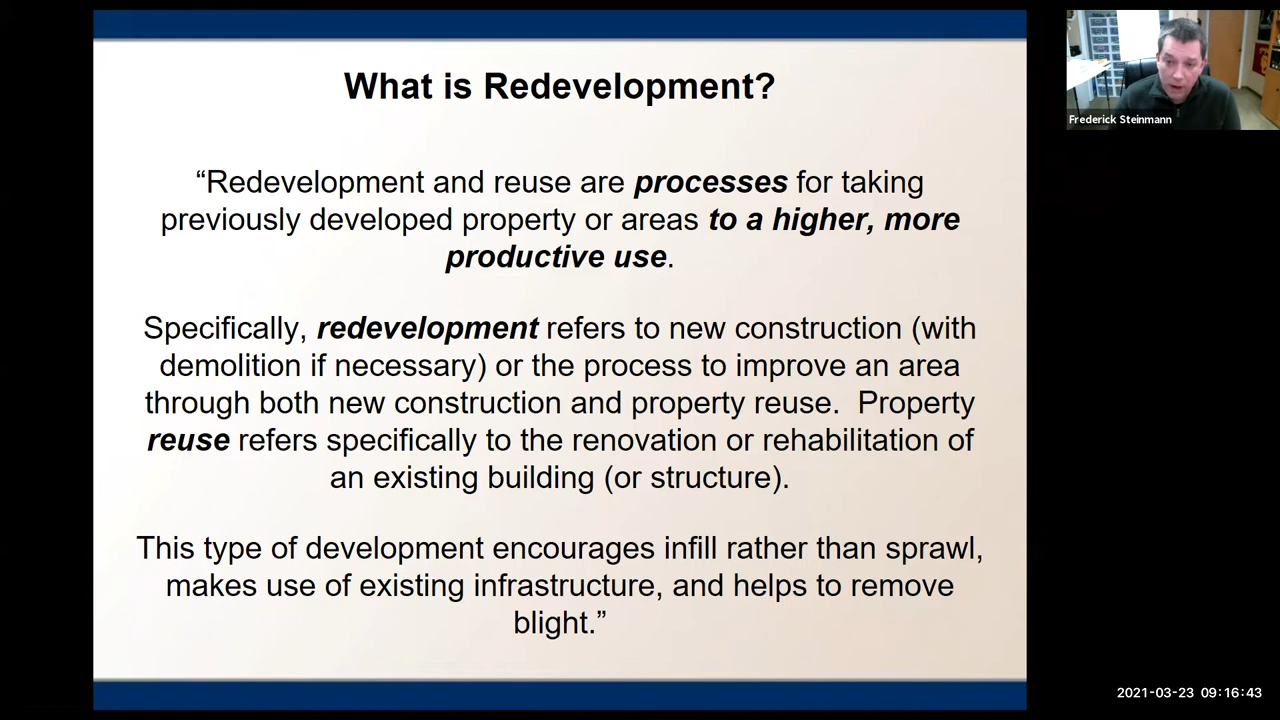 What is Redevelopment?
“Redevelopment and reuse are processes for taking
previously developed property or areas to a higher, more
productive use.
Specifically, redevelopment refers to new construction (with
demolition if necessary) or the process to improve an area
through both new construction and property reuse.  Property
reuse refers specifically to the renovation or rehabilitation of
an existing building (or structure).
This type of development encourages infill rather than sprawl,
makes use of existing infrastructure, and helps to remove
blight.”
Frederick Steinmann
2021-03-23 09:16:43